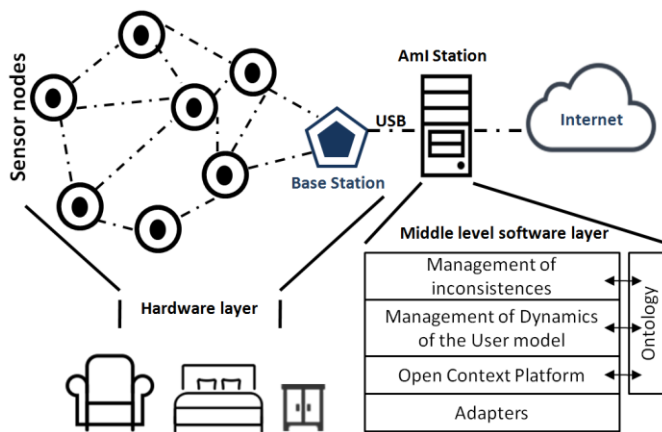 Sensor nodes
AmI Station
USB
Internet
Base Station
Middle level software layer
Hardware layer
Management of
inconsistences
Management of Dynamics
of the User model
Open Context Platform
Adapters
Ontology